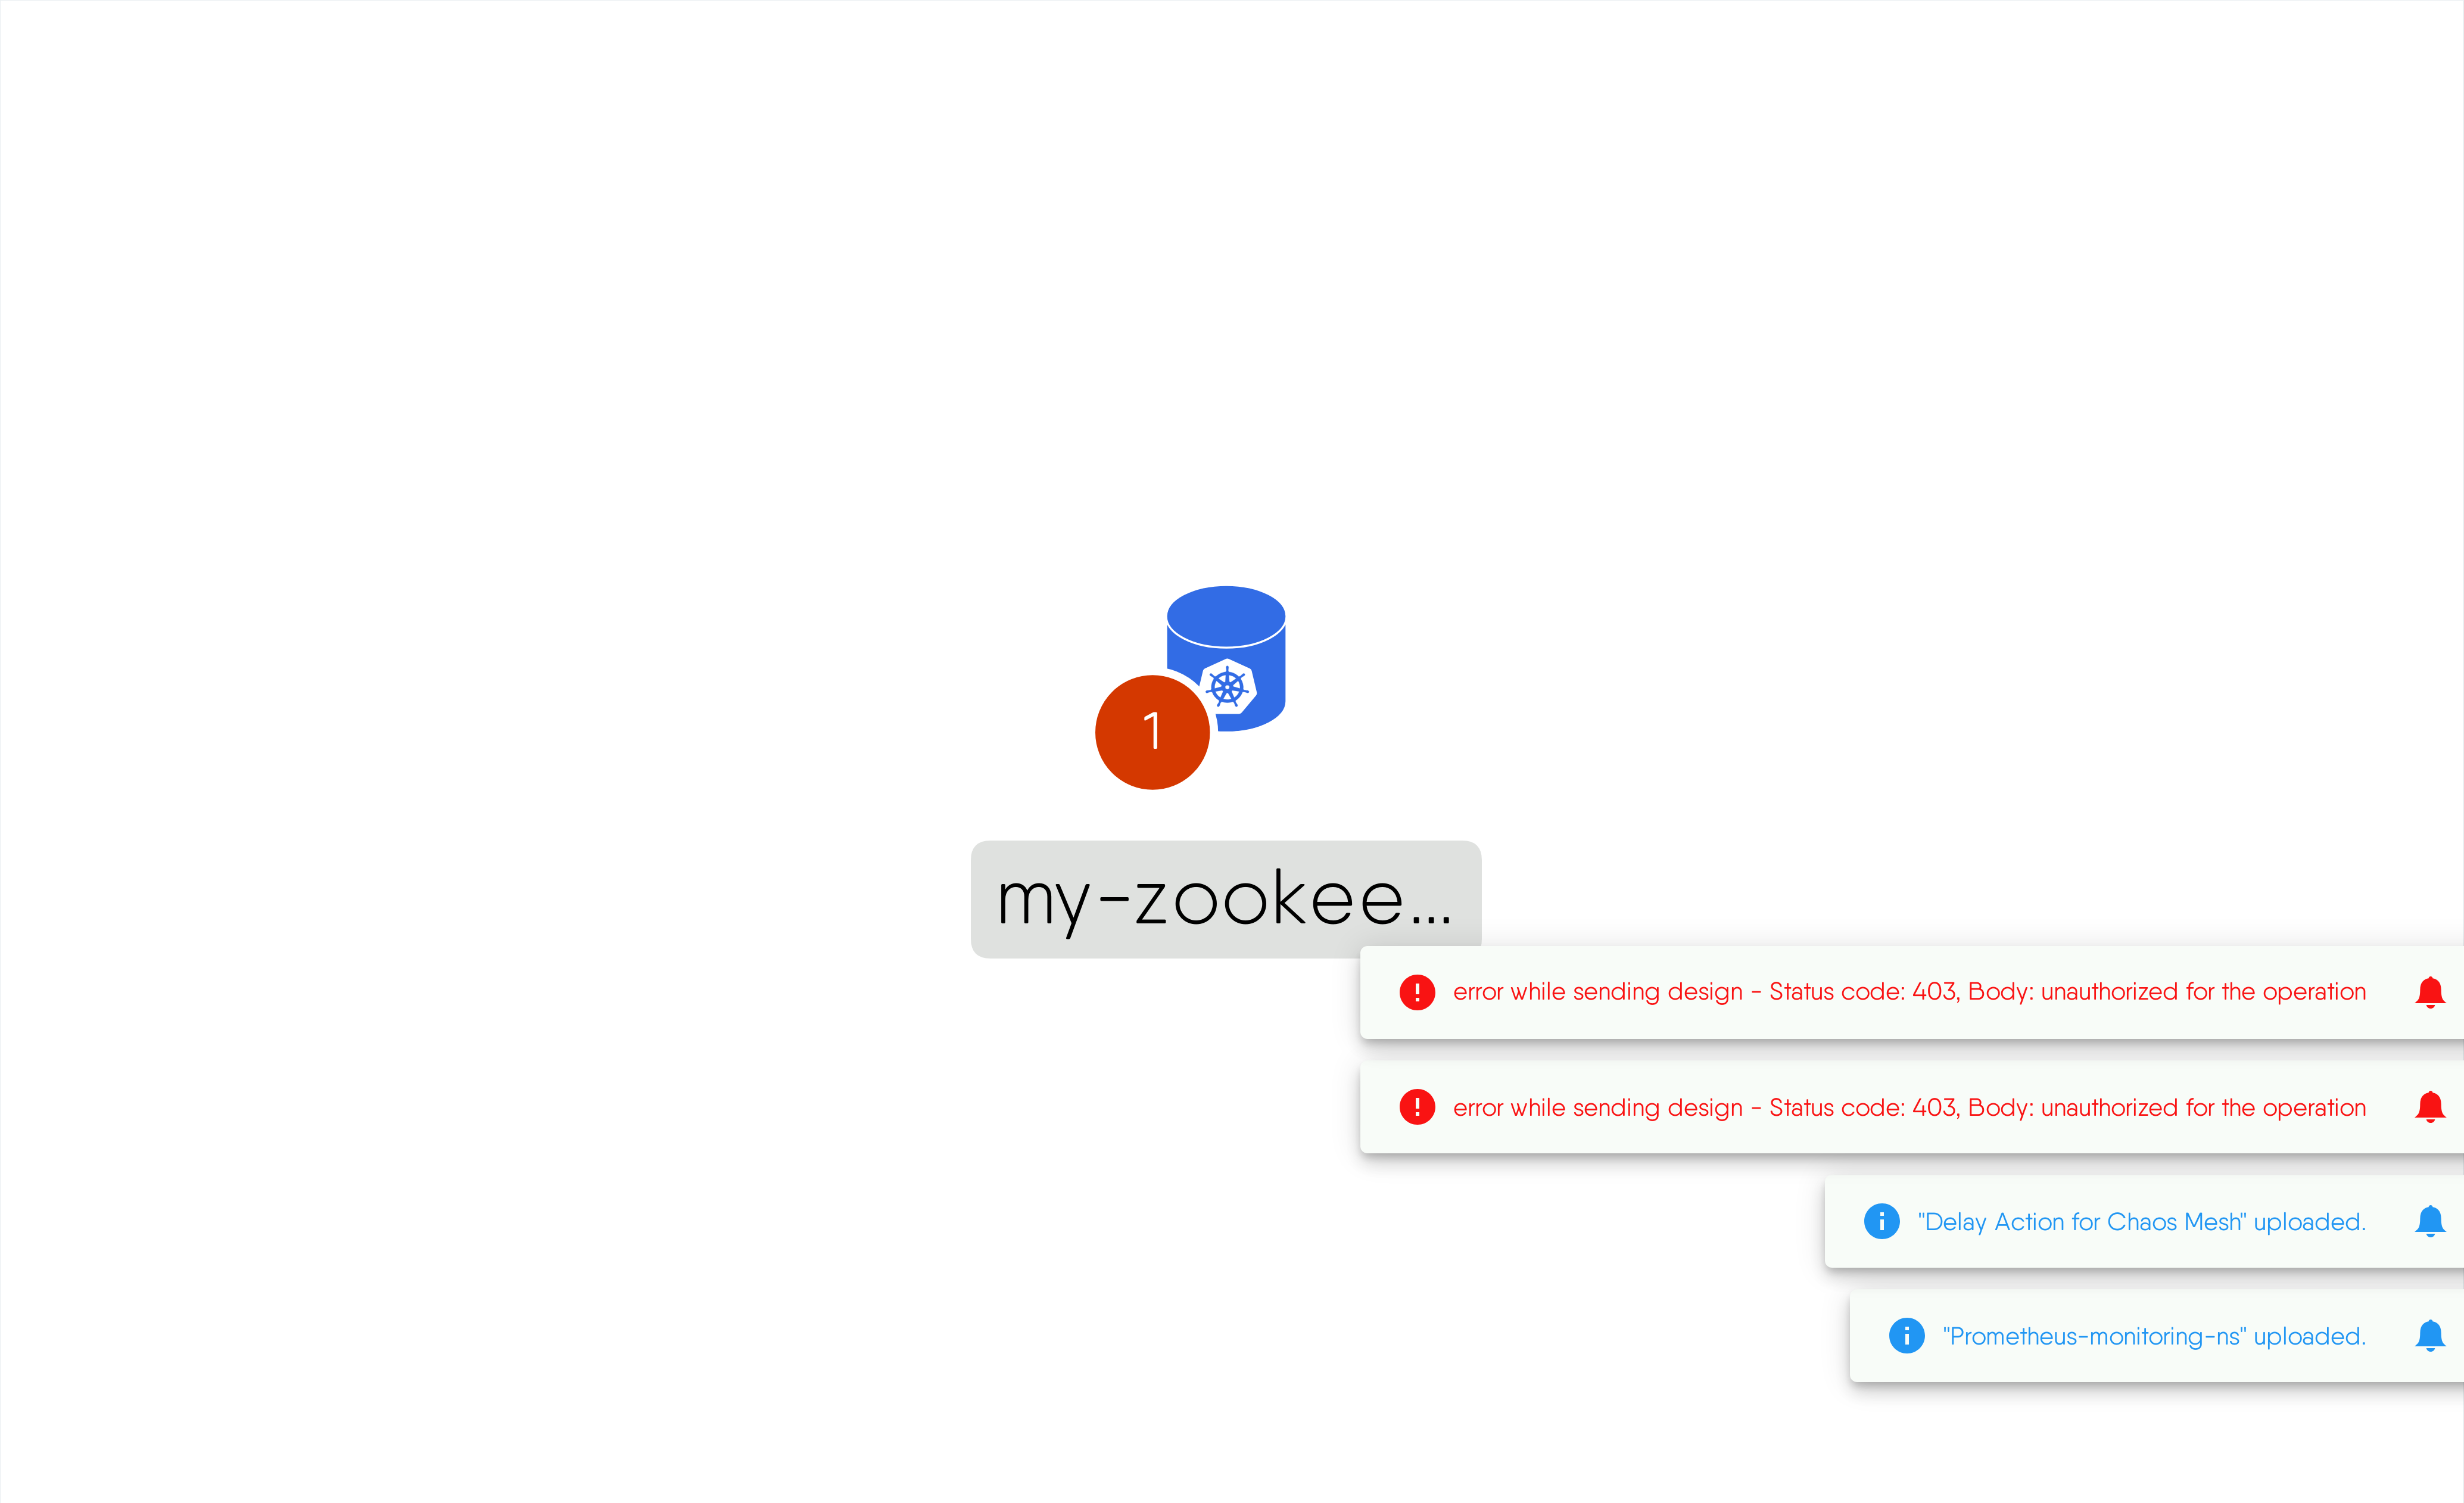 1
my-zookee...
error while sending design - Status code: 403, Body: unauthorized for the operation
error while sending design - Status code: 403, Body: unauthorized for the operation
"Delay Action for Chaos Mesh" uploaded.
"Prometheus-monitoring-ns" uploaded.